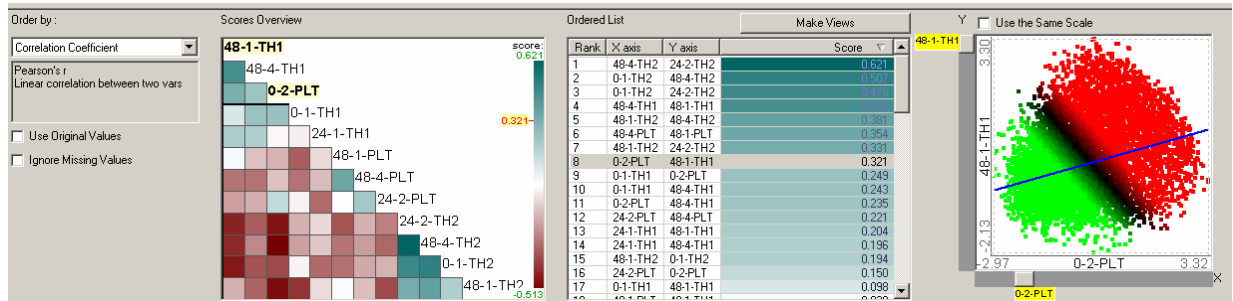 Order by :
Correlation Coefficient
Pearson's r
Linear correlation between two vars
Use Original Values
Ignore Missing Values
Scores Overview
48-1-TH1
48-4-TH1
0-2-PLT
0-1-TH1
24-1-TH1
48-1-PLT
48-4-PLT
24-2-PLT
24-2-TH2
48-4-TH2
0-1-TH2
48-1-TH2
score:
0.621
0.321
-0.513
Ordered List
Make Views
Rank X axis Y axis Score
1 48-4-TH2 24-2-TH2 0.621
2 0-1-TH2 48-4-TH2 0.507
3 0-1-TH2 24-2-TH2
4 48-4-TH1 48-1-TH1
5 48-1-TH2 48-4-TH2 0.381
6 48-4-PLT 48-1-PLT 0.354
7 48-1-TH2 24-2-TH2 0.331
8 0-2-PLT 48-1-TH1 0.321
9 0-1-TH1 0-2-PLT 0.249
10 0-1-TH1 48-4-TH1 0.243
11 0-2-PLT 48-4-TH1 0.235
12 24-2-PLT 48-4-PLT 0.221
13 24-1-TH1 48-1-TH1 0.204
14 24-1-TH1 48-4-TH1 0.196
15 48-1-TH2 0-1-TH2 0.194
16 24-2-PLT 0-2-PLT 0.150
17 0-1-TH1 48-1-TH1 0.098
Y
Use the Same Scale
48-1-TH1
3.30
48-1-TH1
-2.13
-2.97 0-2-PLT 3.32
X
0-2-PLT